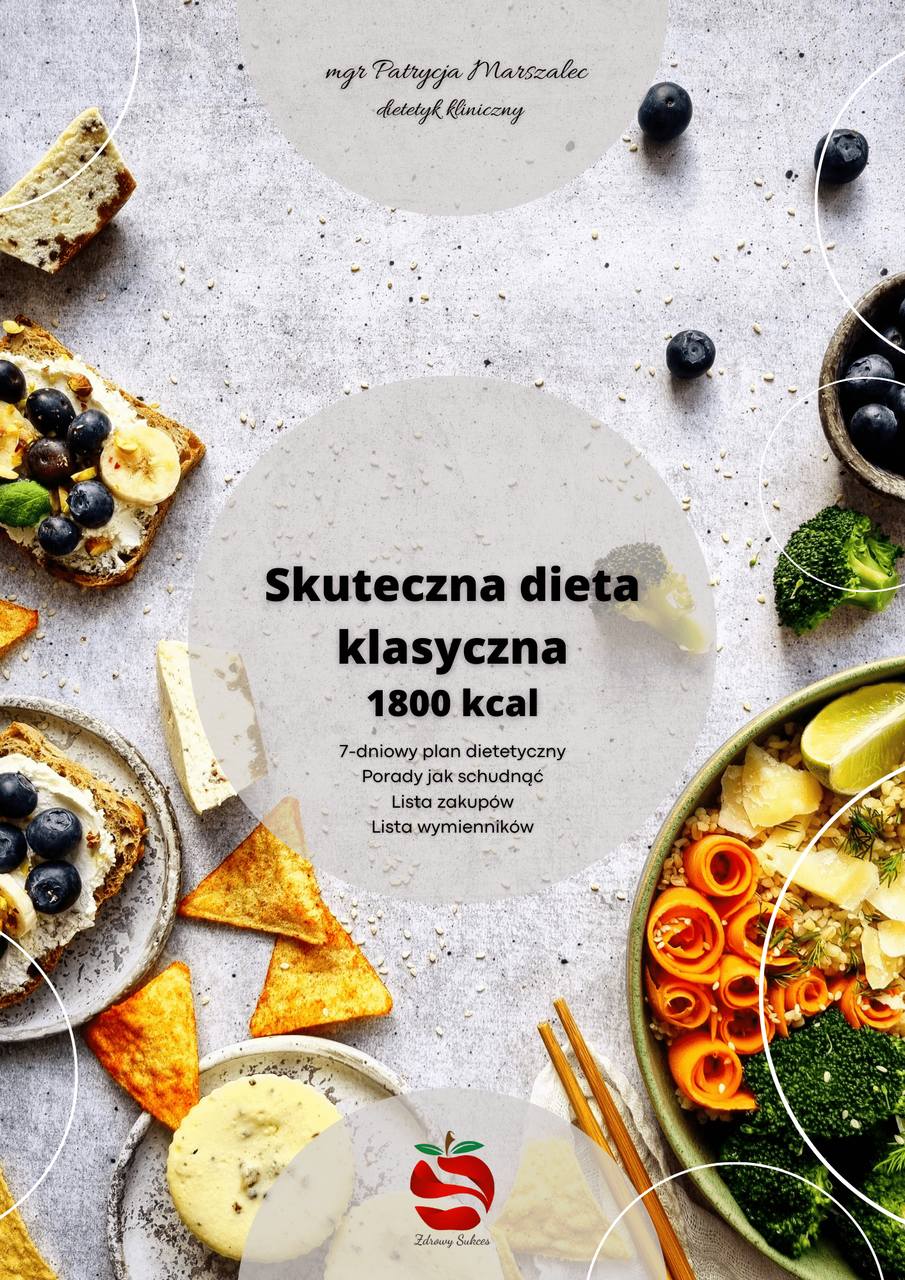 mgr Patrycja Marszalec
dietetyk kliniczny
Skuteczna dieta
klasyczna
1800 kcal
7-dniowy plan dietetyczny
Porady jak schudnąć
Lista zakupów
Lista wymienników
Zdrowy Sukces